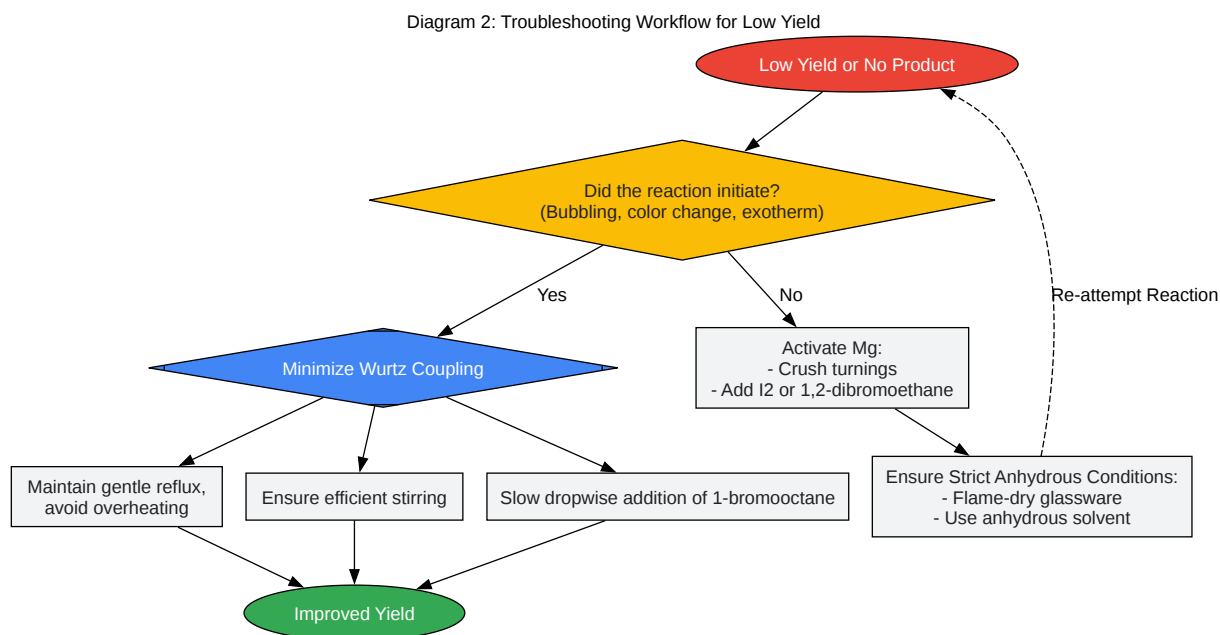 Diagram 2: Troubleshooting Workflow for Low Yield
Low Yield or No Product
Did the reaction initiate?
(Bubbling, color change, exotherm)
Yes
No
Re-attempt Reaction
Minimize Wurtz Coupling
Activate Mg:
- Crush turnings
- Add I2 or 1,2-dibromoethane
Maintain gentle reflux,
avoid overheating
Ensure efficient stirring
Slow dropwise addition of 1-bromooctane
Ensure Strict Anhydrous Conditions:
- Flame-dry glassware
- Use anhydrous solvent
Improved Yield